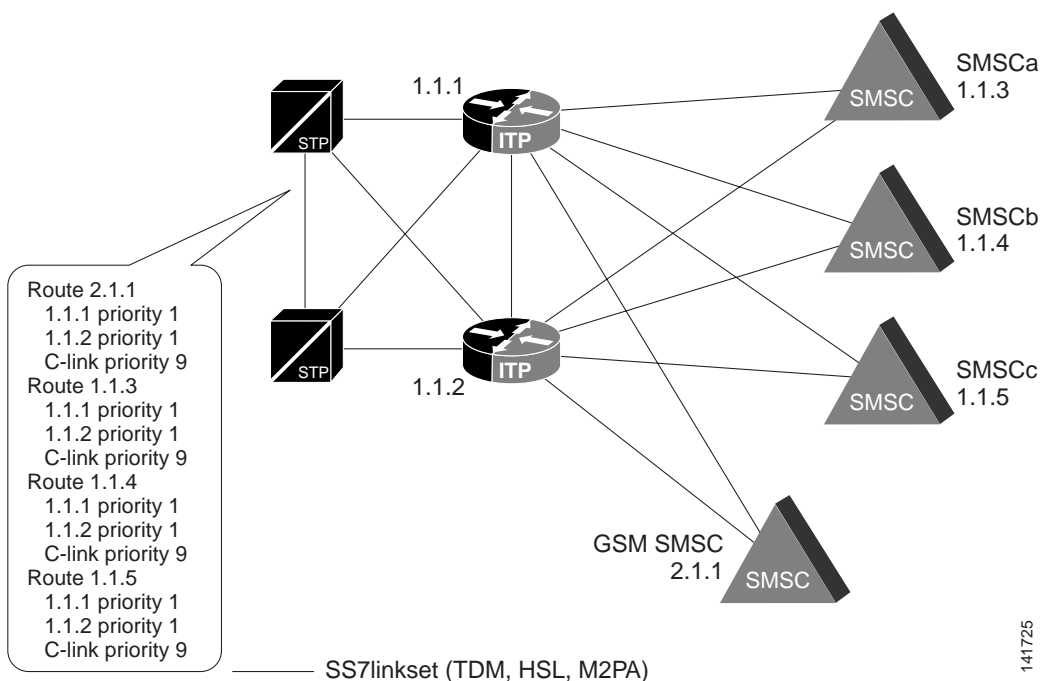 1.1.1
STP
ITP
SMSC
SMSCa
1.1.3
SMSC
SMSCb
1.1.4
Route 2.1.1
1.1.1 priority 1
1.1.2 priority 1
C-link priority 9
Route 1.1.3
1.1.1 priority 1
1.1.2 priority 1
C-link priority 9
Route 1.1.4
1.1.1 priority 1
1.1.2 priority 1
C-link priority 9
Route 1.1.5
1.1.1 priority 1
1.1.2 priority 1
C-link priority 9
STP
ITP
1.1.2
SMSC
SMSCc
1.1.5
GSM SMSC
2.1.1
SMSC
SS7linkset (TDM, HSL, M2PA)
141725